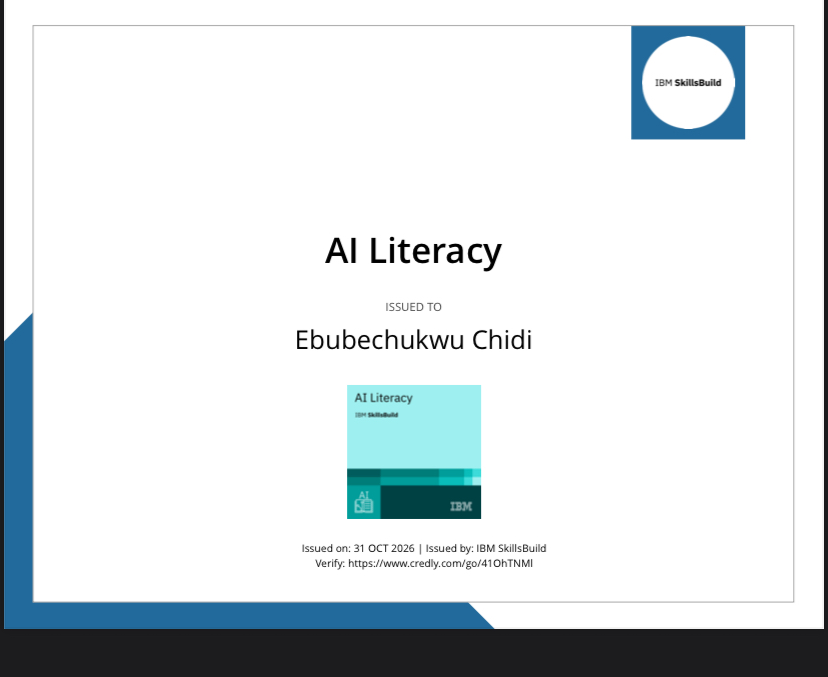 IBM SkillsBuild
AI Literacy
ISSUED TO
Ebubechukwu Chidi
AI Literacy
IBM SkillsBuild
AI
IBM
Issued on: 31 OCT 2026 | Issued by: IBM SkillsBuild
Verify: https://www.credly.com/go/41OhTNMl